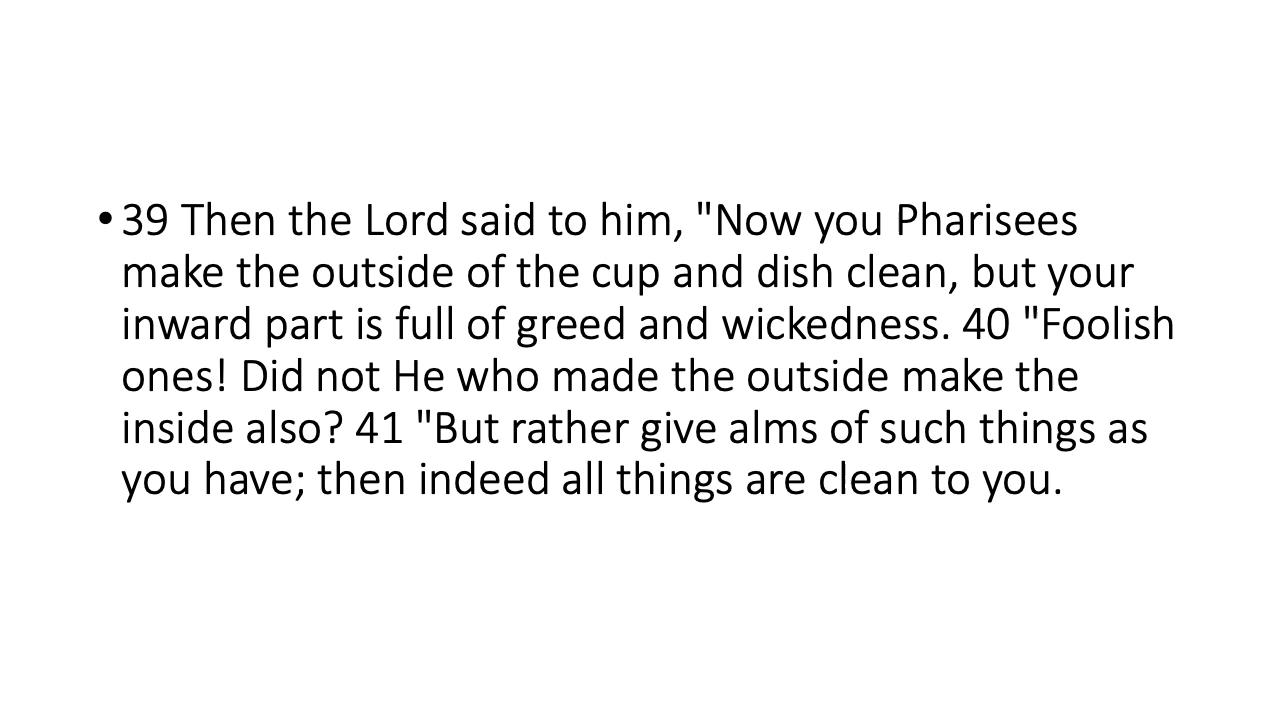 • 39 Then the Lord said to him, "Now you Pharisees
make the outside of the cup and dish clean, but your
inward part is full of greed and wickedness. 40 "Foolish
ones! Did not He who made the outside make the
inside also? 41 "But rather give alms of such things as
you have; then indeed all things are clean to you.